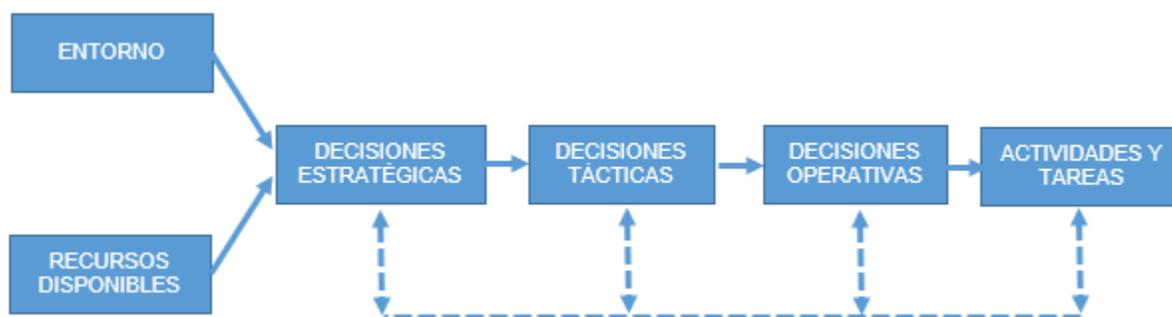 ENTORNO
DECISIONES
ESTRATÉGICAS
DECISIONES
TÁCTICAS
DECISIONES
OPERATIVAS
ACTIVIDADES Y
TAREAS
RECURSOS
DISPONIBLES